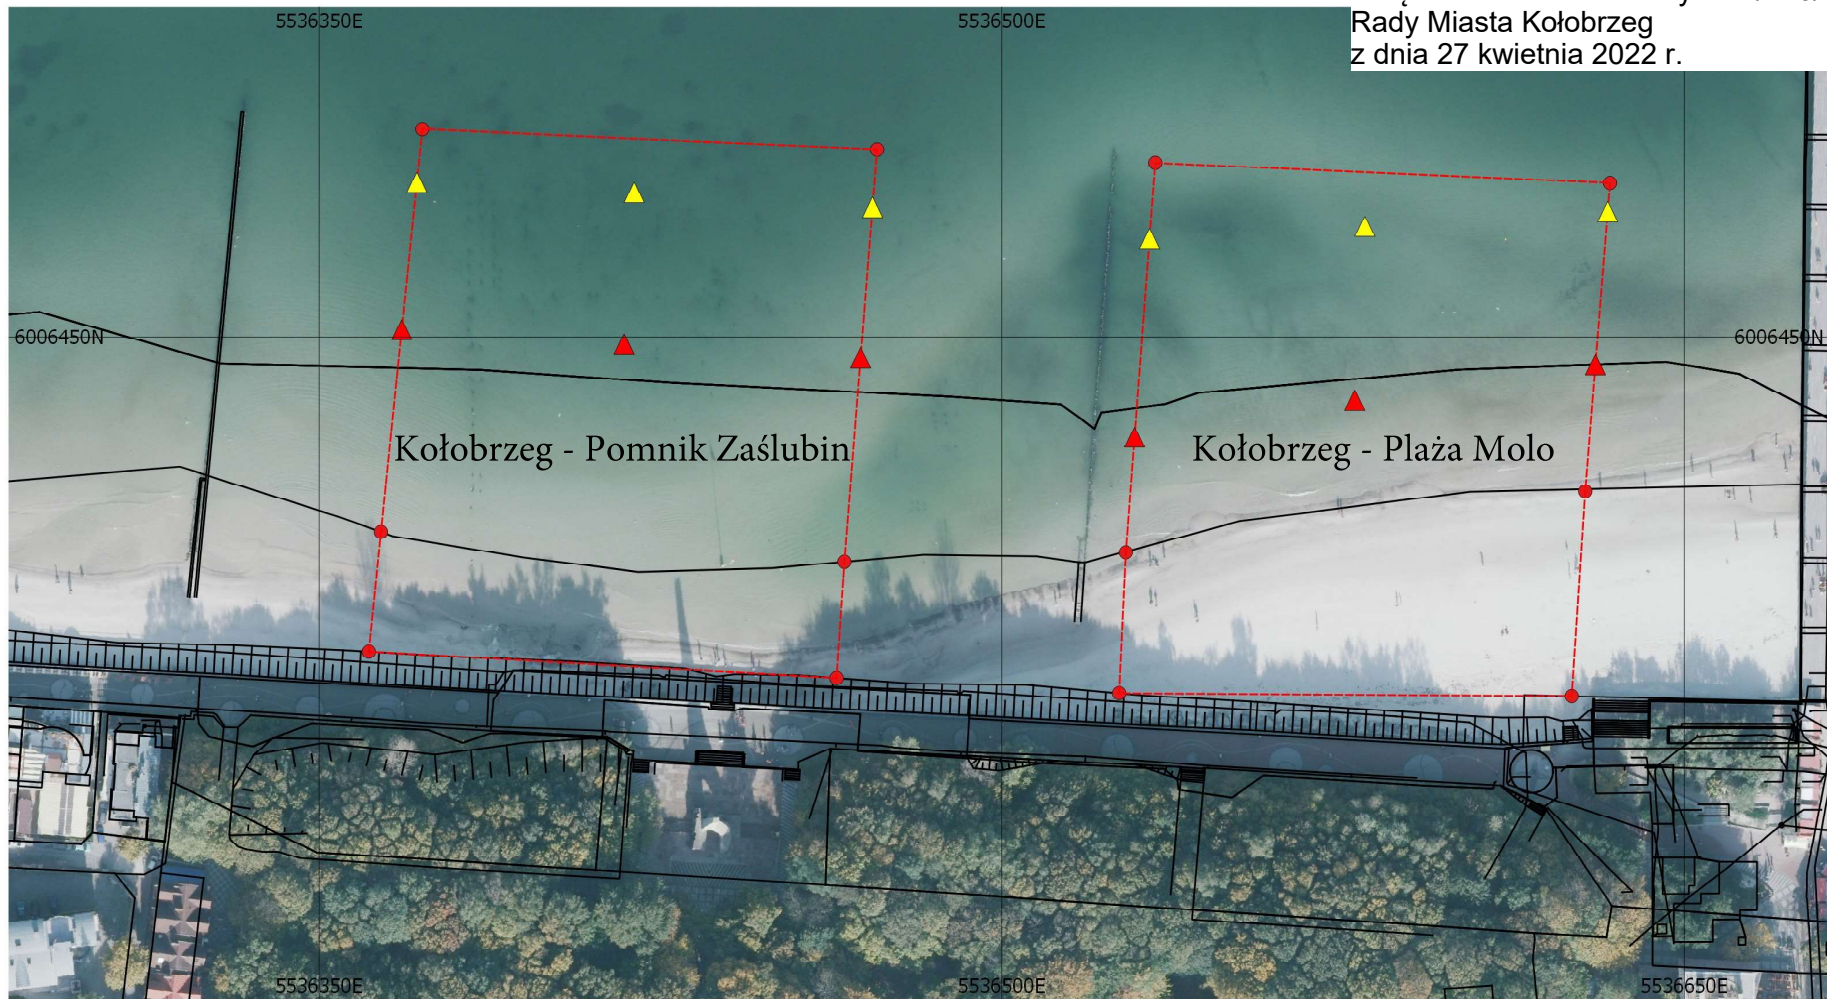 5536350E
5536500E
Rady Miasta Kołobrzeg
z dnia 27 kwietnia 2022 r.
6006450N
6006450N
Kołobrzeg - Pomnik Zaślubin
Kołobrzeg - Plaża Molo
5536350E
5536500E
5536650E